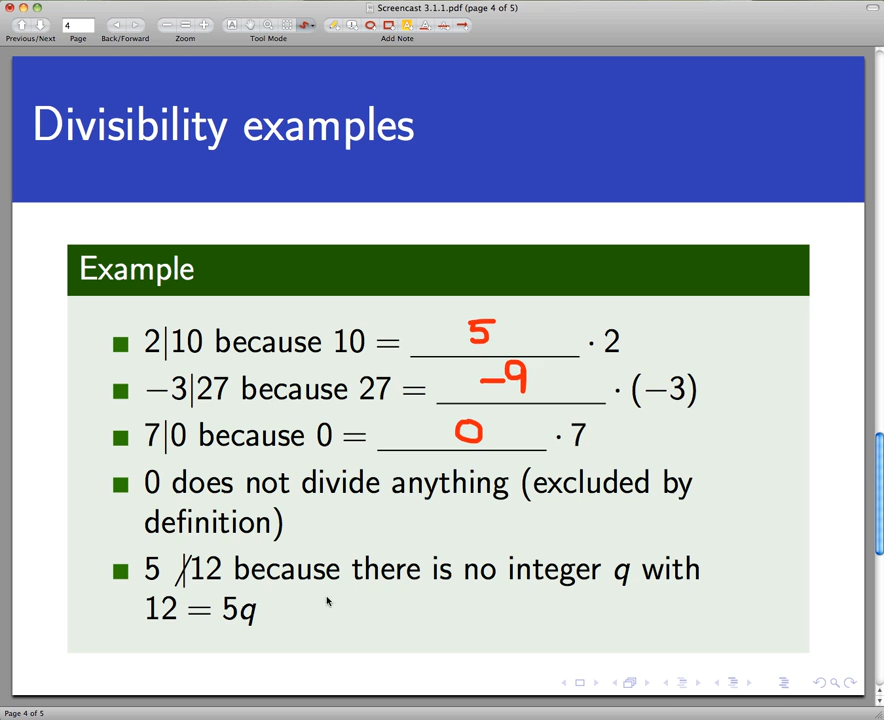 Screencast 3.1.1.pdf (page 4 of 5)
4
Previous/Next Page Back/Forward Zoom Tool Mode Add Note
Divisibility examples
Example
2|10 because 10 = 5 · 2
−3|27 because 27 = −9 · (−3)
7|0 because 0 = 0 · 7
0 does not divide anything (excluded by
definition)
5 ∤12 because there is no integer q with
12 = 5q
Page 4 of 5